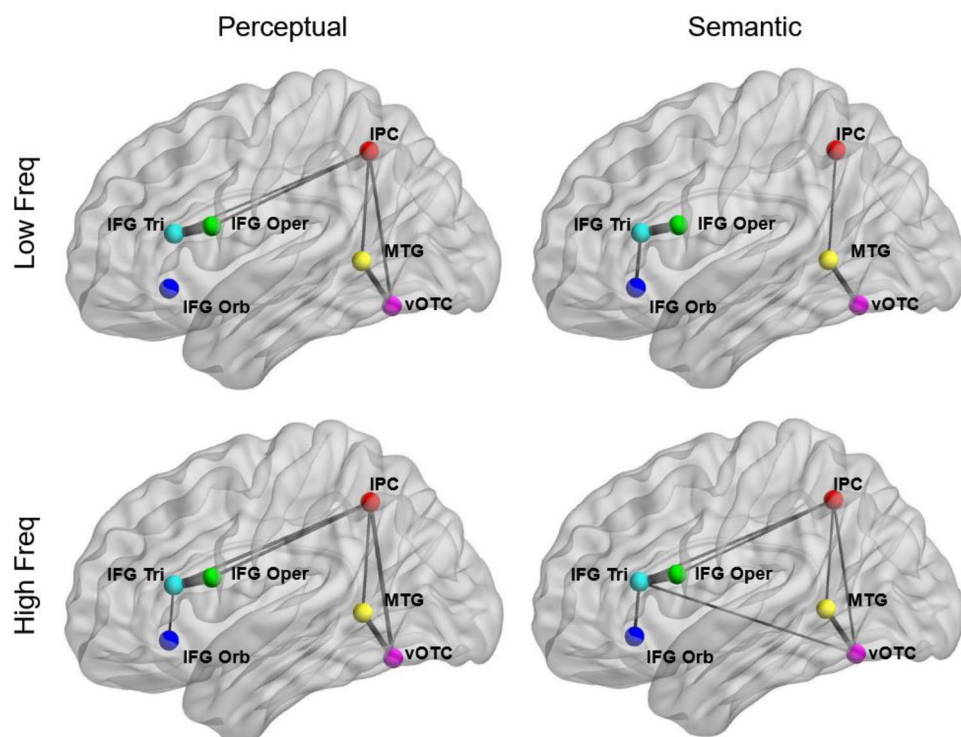 Perceptual
Semantic
Low Freq
IPC
IFG Tri
IFG Oper
MTG
IFG Orb
vOTC
IPC
IFG Tri
IFG Oper
MTG
IFG Orb
vOTC
High Freq
IPC
IFG Tri
IFG Oper
MTG
IFG Orb
vOTC
IPC
IFG Tri
IFG Oper
MTG
IFG Orb
vOTC